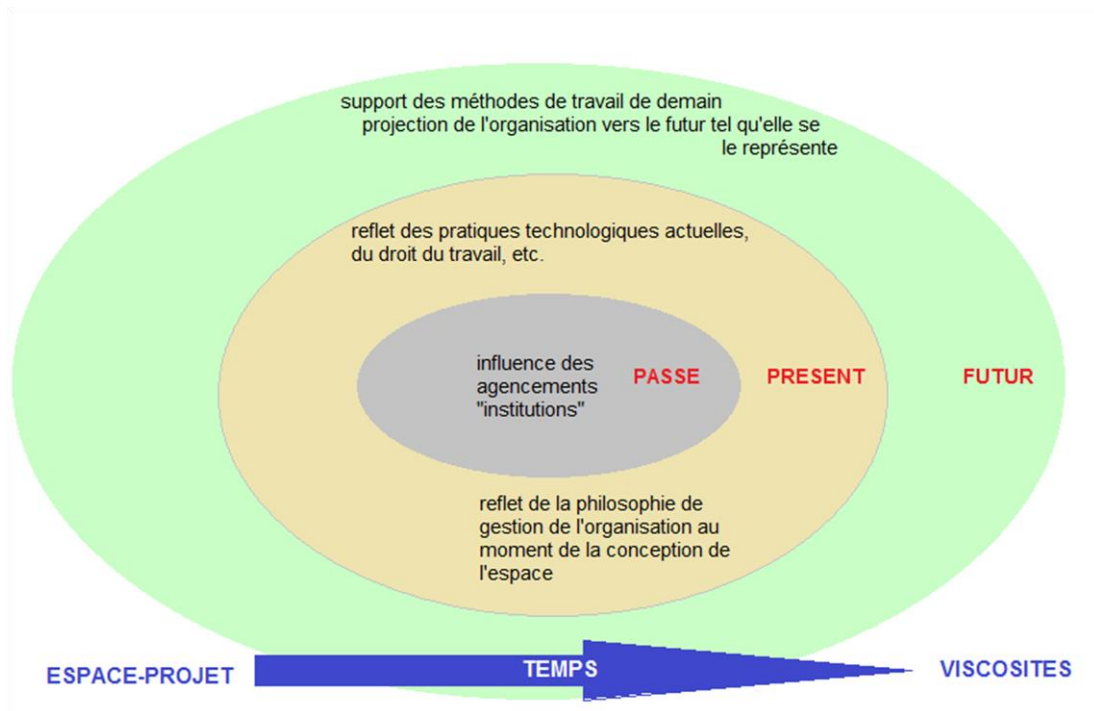 support des méthodes de travail de demain
projection de l'organisation vers le futur tel qu'elle se
le représente
reflet des pratiques technologiques actuelles,
du droit du travail, etc.
influence des
agencements
"institutions"
PASSE
PRESENT
FUTUR
reflet de la philosophie de
gestion de l'organisation au
moment de la conception de
l'espace
ESPACE-PROJET
TEMPS
VISCOSITES